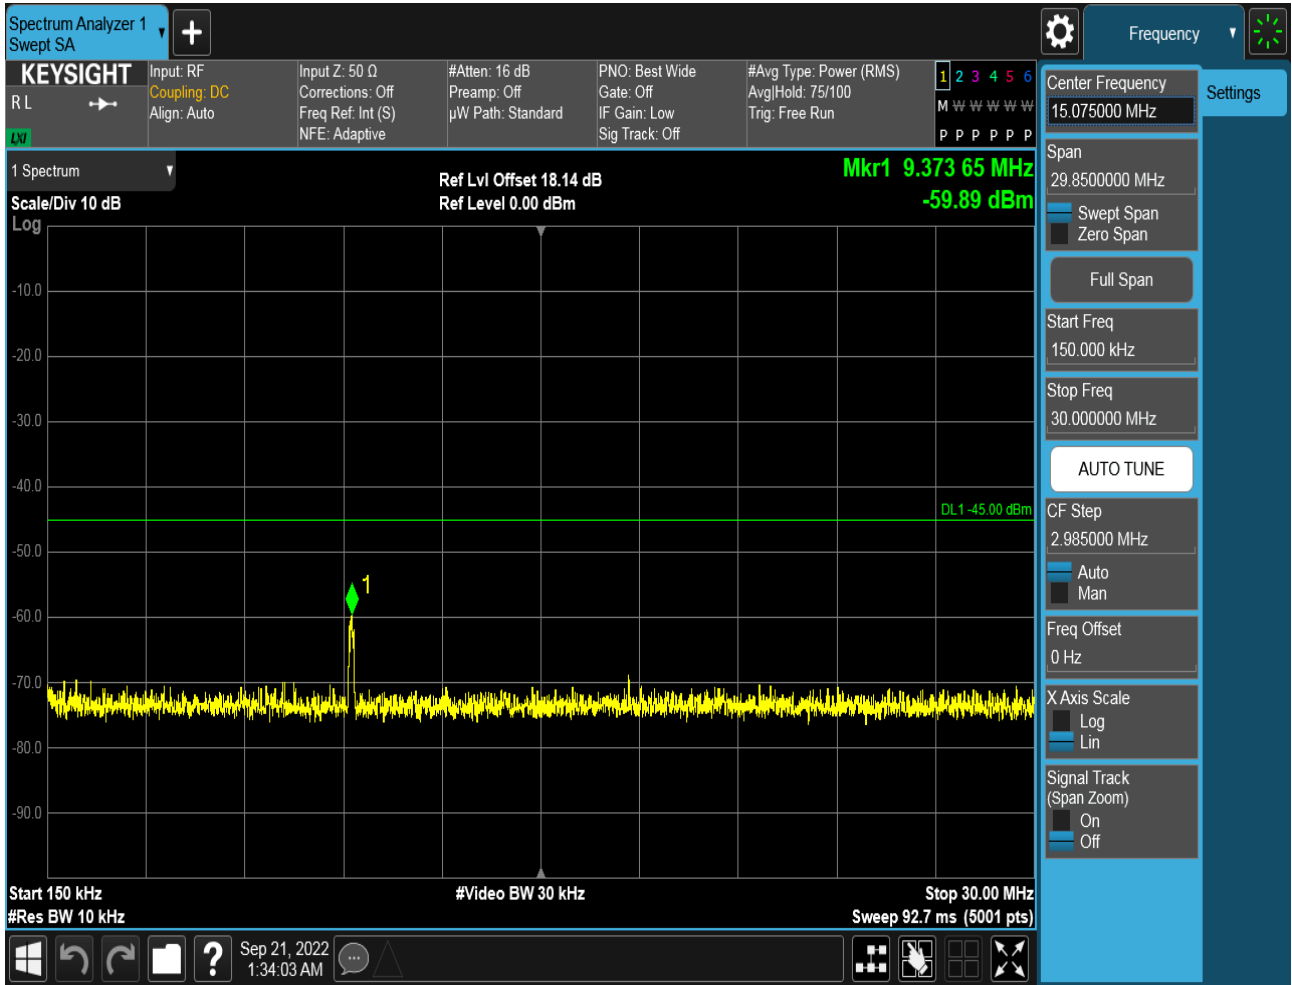 Spectrum Analyzer 1
Swept SA
Frequency
KEYSIGHT
R L
LXI
Input: RF
Coupling: DC
Align: Auto
Input Z: 50 Ω
Corrections: Off
Freq Ref: Int (S)
NFE: Adaptive
#Atten: 16 dB
Preamp: Off
µW Path: Standard
PNO: Best Wide
Gate: Off
IF Gain: Low
Sig Track: Off
#Avg Type: Power (RMS)
Avg|Hold: 75/100
Trig: Free Run
1 2 3 4 5 6
M W W W W W
P P P P P P
1 Spectrum
Scale/Div 10 dB
Log
Ref Lvl Offset 18.14 dB
Ref Level 0.00 dBm
Mkr1 9.373 65 MHz
-59.89 dBm
-10.0
-20.0
-30.0
-40.0
DL1 -45.00 dBm
-50.0
1
-60.0
-70.0
-80.0
-90.0
Start 150 kHz
#Res BW 10 kHz
#Video BW 30 kHz
Stop 30.00 MHz
Sweep 92.7 ms (5001 pts)
Center Frequency
15.075000 MHz
Settings
Span
29.8500000 MHz
Swept Span
Zero Span
Full Span
Start Freq
150.000 kHz
Stop Freq
30.000000 MHz
AUTO TUNE
CF Step
2.985000 MHz
Auto
Man
Freq Offset
0 Hz
X Axis Scale
Log
Lin
Signal Track
(Span Zoom)
On
Off
?
Sep 21, 2022
1:34:03 AM